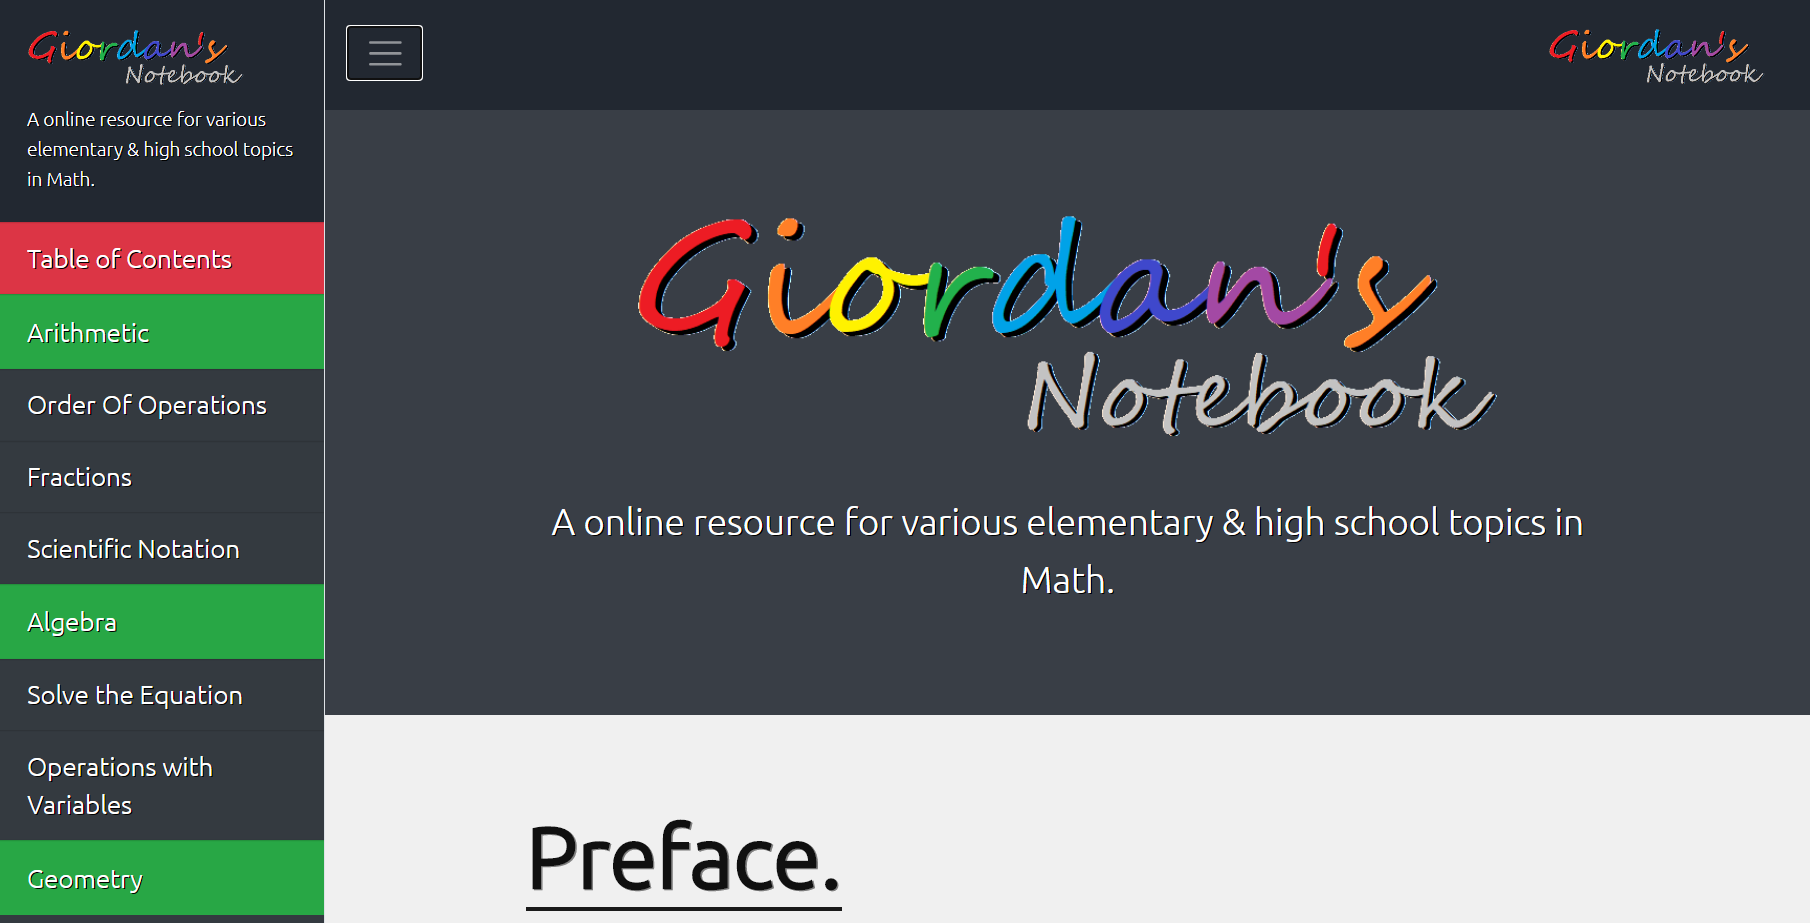 Giordan's
Notebook
A online resource for various
elementary & high school topics
in Math.
Table of Contents
Arithmetic
Order Of Operations
Fractions
Scientific Notation
Algebra
Solve the Equation
Operations with
Variables
Geometry
Giordan's
Notebook
Giordan's
Notebook
A online resource for various elementary & high school topics in
Math.
Preface.